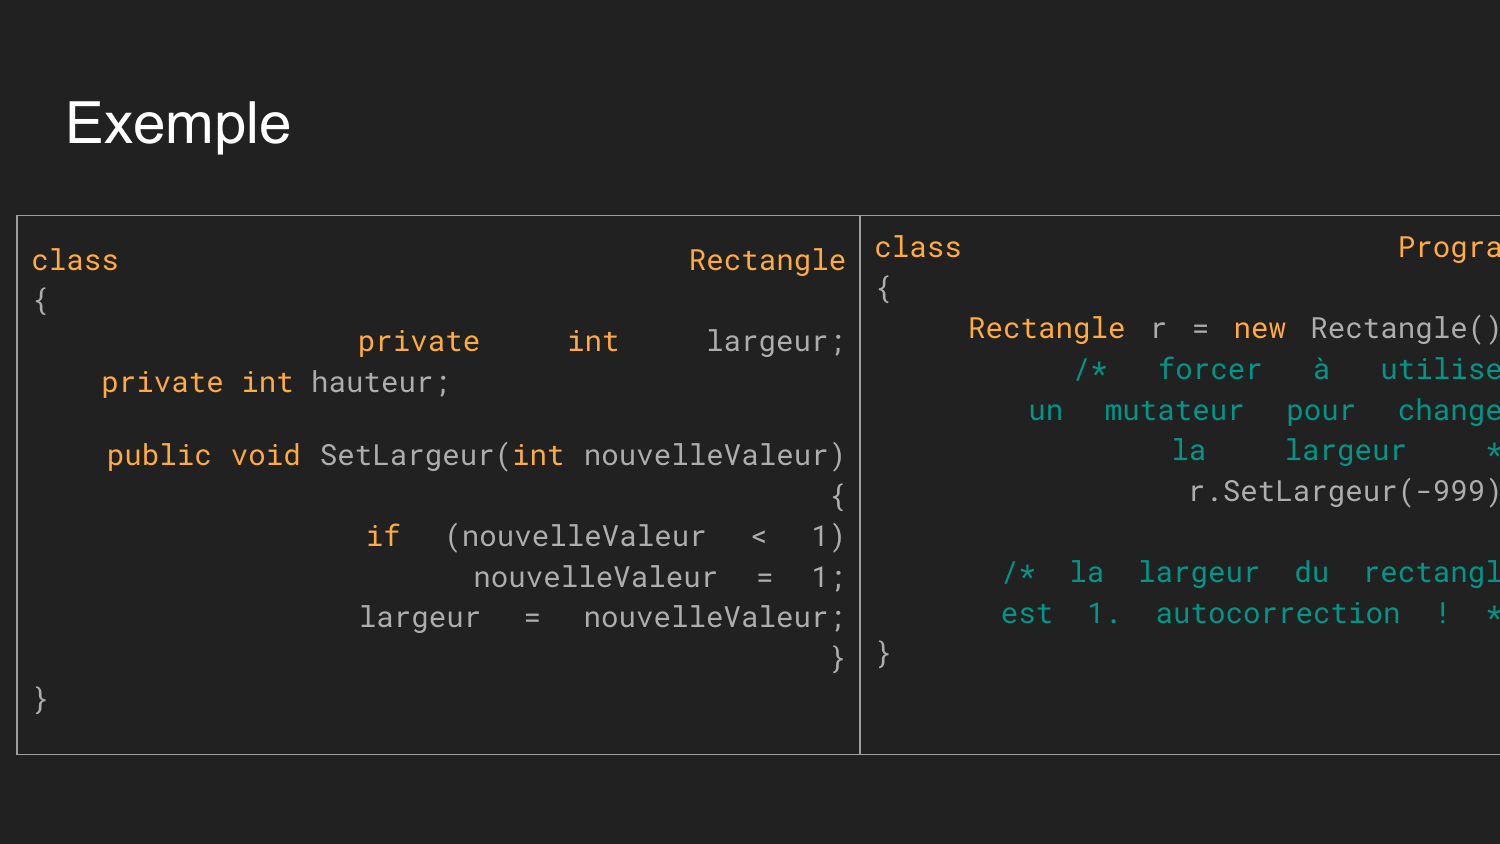 Exemple
class Rectangle
{
private int largeur;
private int hauteur;
public void SetLargeur(int nouvelleValeur)
{
if (nouvelleValeur < 1)
nouvelleValeur = 1;
largeur = nouvelleValeur;
}
}
class Progra
{
Rectangle r = new Rectangle()
/* forcer à utilise
un mutateur pour change
la largeur *
r.SetLargeur(-999)
/* la largeur du rectangl
est 1. autocorrection ! *
}